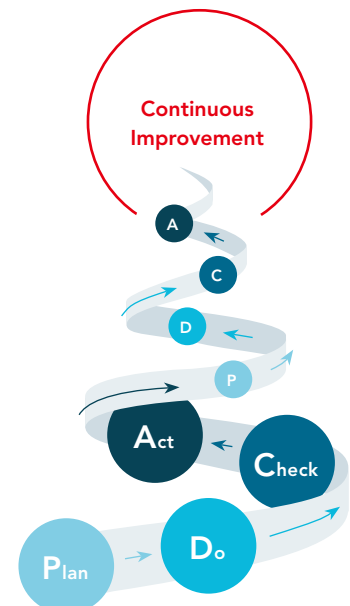 Continuous
Improvement
A
C
D
P
Act
Check
Do
Plan